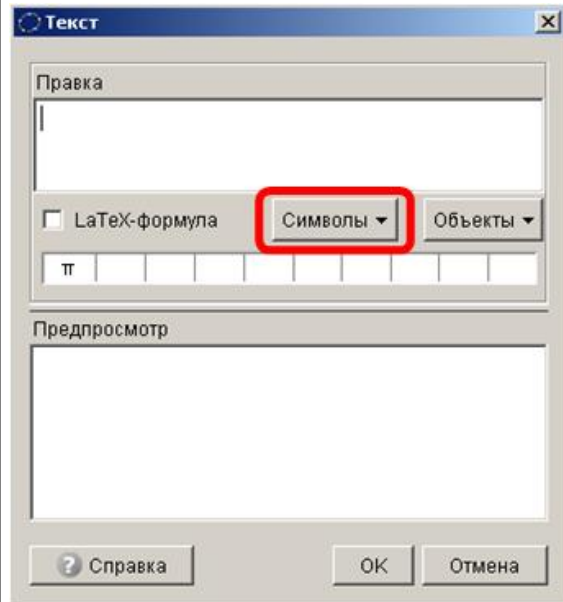 Текст
Правка
LaTeX-формула Символы Объекты
π
Предпросмотр
Справка OK Отмена